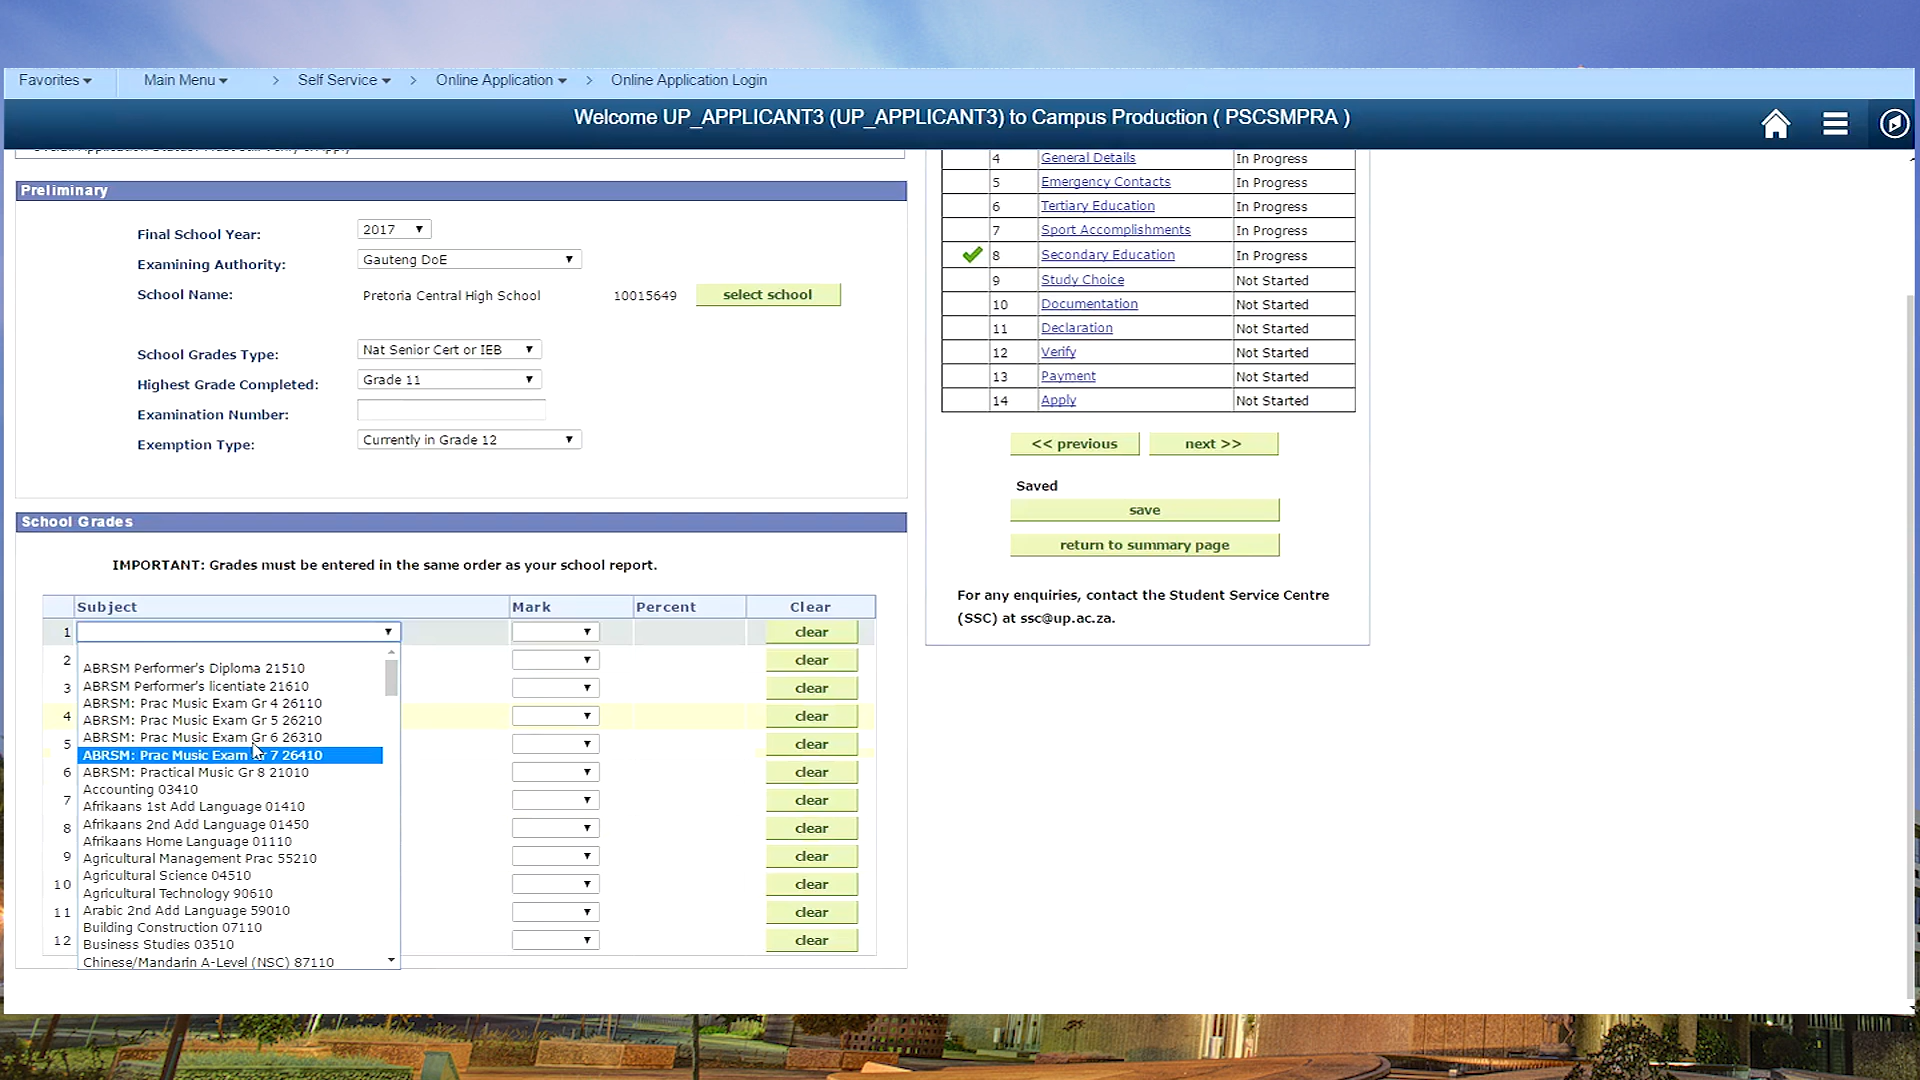 Favorites Main Menu > Self Service > Online Application > Online Application Login
Welcome UP_APPLICANT3 (UP_APPLICANT3) to Campus Production ( PSCSMPRA )
Preliminary
Final School Year: 2017
Examining Authority: Gauteng DoE
School Name: Pretoria Central High School 10015649 select school
School Grades Type: Nat Senior Cert or IEB
Highest Grade Completed: Grade 11
Examination Number:
Exemption Type: Currently in Grade 12
School Grades
IMPORTANT: Grades must be entered in the same order as your school report.
Subject Mark Percent Clear
1 clear
2 clear
3 clear
4 clear
5 clear
6 clear
7 clear
8 clear
9 clear
10 clear
11 clear
12 clear
ABRSM Performer's Diploma 21510
ABRSM Performer's licentiate 21610
ABRSM: Prac Music Exam Gr 4 26110
ABRSM: Prac Music Exam Gr 5 26210
ABRSM: Prac Music Exam Gr 6 26310
ABRSM: Prac Music Exam Gr 7 26410
ABRSM: Practical Music Gr 8 21010
Accounting 03410
Afrikaans 1st Add Language 01410
Afrikaans 2nd Add Language 01450
Afrikaans Home Language 01110
Agricultural Management Prac 55210
Agricultural Science 04510
Agricultural Technology 90610
Arabic 2nd Add Language 59010
Building Construction 07110
Business Studies 03510
Chinese/Mandarin A-Level (NSC) 87110
4 General Details In Progress
5 Emergency Contacts In Progress
6 Tertiary Education In Progress
7 Sport Accomplishments In Progress
8 Secondary Education In Progress
9 Study Choice Not Started
10 Documentation Not Started
11 Declaration Not Started
12 Verify Not Started
13 Payment Not Started
14 Apply Not Started
<< previous next >>
Saved
save
return to summary page
For any enquiries, contact the Student Service Centre
(SSC) at ssc@up.ac.za.